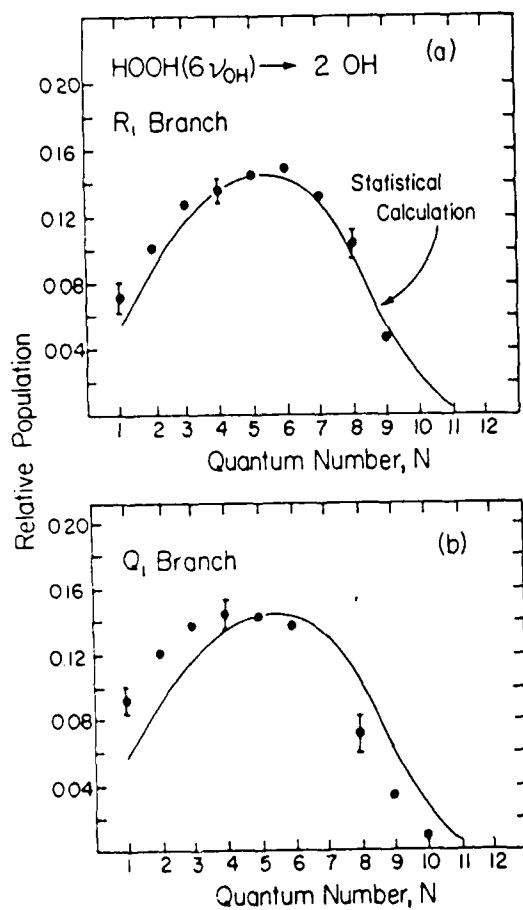 (a)
HOOH(6νOH) → 2 OH
R₁ Branch
Statistical
Calculation
0.20
0.16
0.12
0.08
0.04
1 2 3 4 5 6 7 8 9 10 11 12
Quantum Number, N
Relative Population
(b)
Q₁ Branch
0.20
0.16
0.12
0.08
0.04
1 2 3 4 5 6 7 8 9 10 11 12
Quantum Number, N